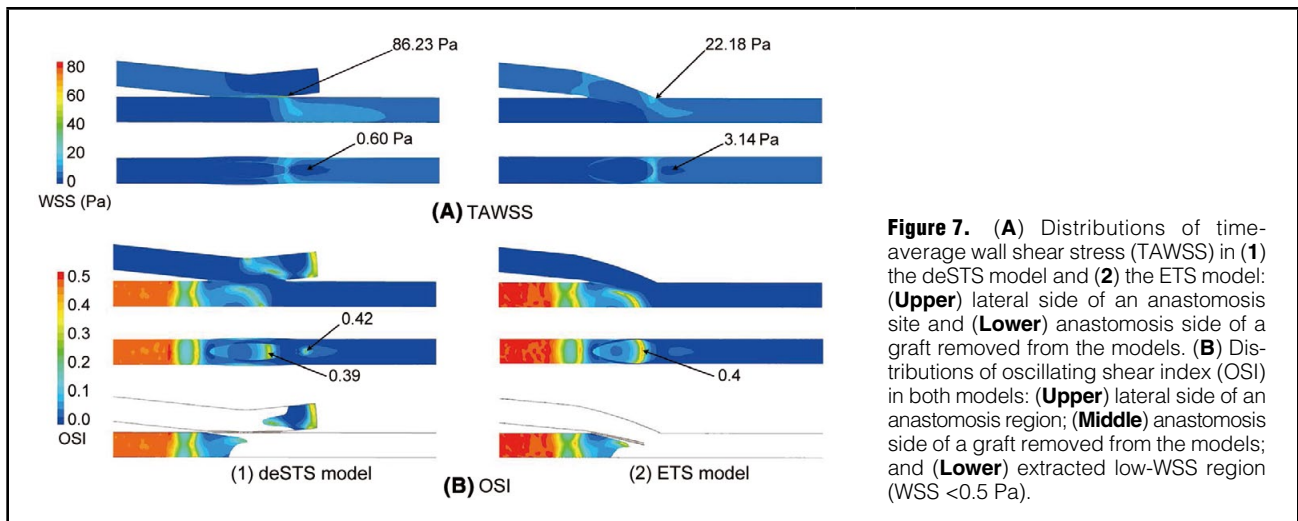 80
60
40
20
0
WSS (Pa)
86.23 Pa
0.60 Pa
22.18 Pa
3.14 Pa
(A) TAWSS
0.5
0.4
0.3
0.2
0.1
0.0
OSI
0.42
0.39
0.4
(1) deSTS model
(2) ETS model
(B) OSI
Figure 7. (A) Distributions of time-
average wall shear stress (TAWSS) in (1)
the deSTS model and (2) the ETS model:
(Upper) lateral side of an anastomosis
site and (Lower) anastomosis side of a
graft removed from the models. (B) Dis-
tributions of oscillating shear index (OSI)
in both models: (Upper) lateral side of an
anastomosis region; (Middle) anastomosis
side of a graft removed from the models;
and (Lower) extracted low-WSS region
(WSS <0.5 Pa).